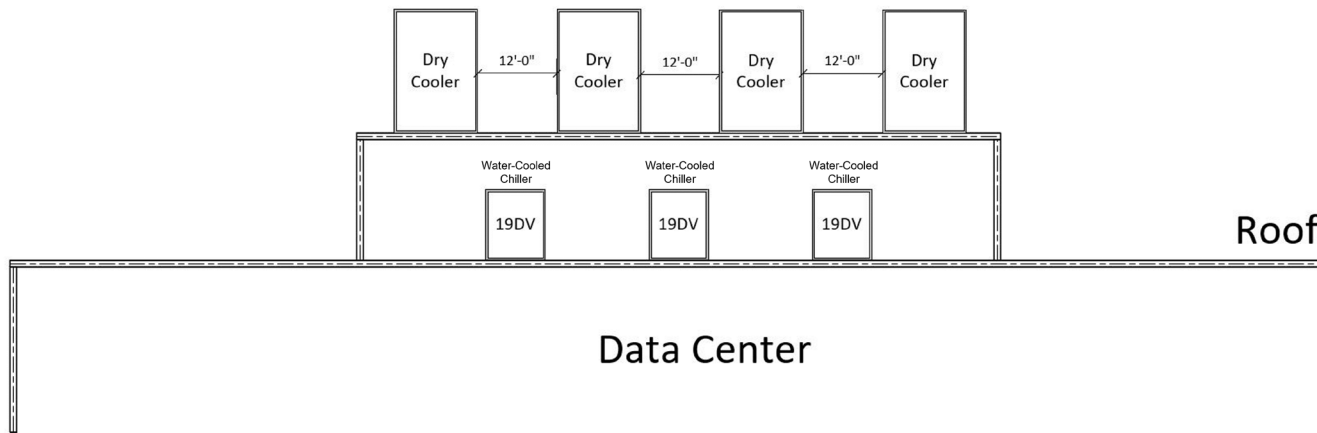 Dry
Cooler
12'-0"
Dry
Cooler
12'-0"
Dry
Cooler
12'-0"
Dry
Cooler
Water-Cooled
Chiller
Water-Cooled
Chiller
Water-Cooled
Chiller
19DV
19DV
19DV
Roof
Data Center